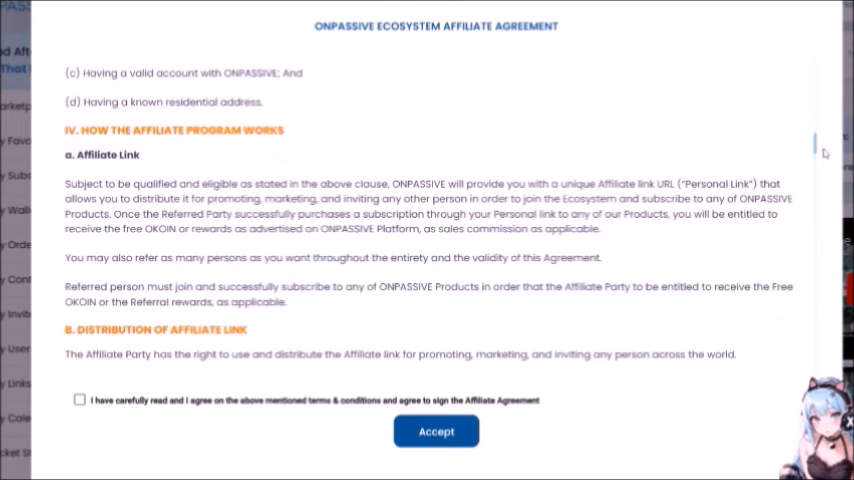 ONPASSIVE ECOSYSTEM AFFILIATE AGREEMENT
(c) Having a valid account with ONPASSIVE; And
(d) Having a known residential address.
IV. HOW THE AFFILIATE PROGRAM WORKS
a. Affiliate Link
Subject to be qualified and eligible as stated in the above clause, ONPASSIVE will provide you with a unique Affiliate link URL ("Personal Link") that
allows you to distribute it for promoting, marketing, and inviting any other person in order to join the Ecosystem and subscribe to any of ONPASSIVE
Products. Once the Referred Party successfully purchases a subscription through your Personal link to any of our Products, you will be entitled to
receive the free OKOIN or rewards as advertised on ONPASSIVE Platform, as sales commission as applicable.
You may also refer as many persons as you want throughout the entirety and the validity of this Agreement.
Referred person must join and successfully subscribe to any of ONPASSIVE Products in order that the Affiliate Party to be entitled to receive the Free
OKOIN or the Referral rewards, as applicable.
B. DISTRIBUTION OF AFFILIATE LINK
The Affiliate Party has the right to use and distribute the Affiliate link for promoting, marketing, and inviting any person across the world.
I have carefully read and I agree on the above mentioned terms & conditions and agree to sign the Affiliate Agreement
Accept